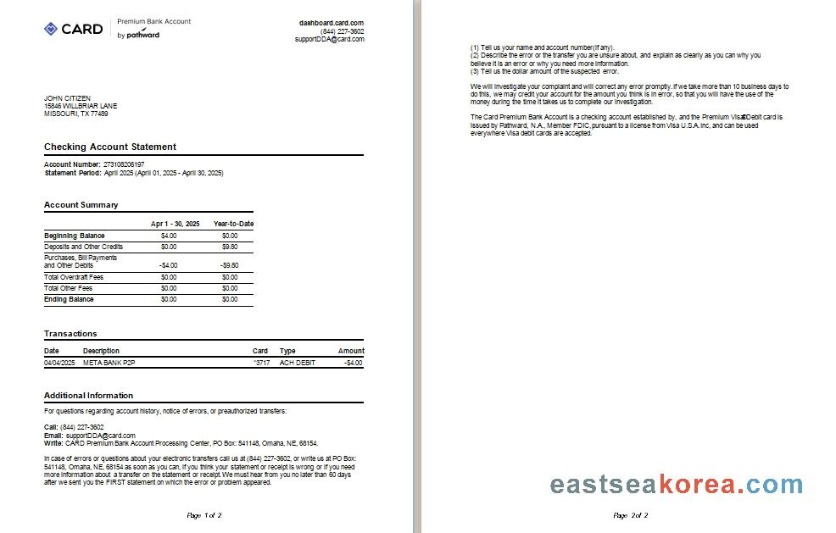 CARD
Premium Bank Account
by pathward
dashboard.card.com
(844) 227-3602
supportDDA@card.com
JOHN CITIZEN
15846 WILLBRIAR LANE
MISSOURI, TX 77489
Checking Account Statement
Account Number: 273108206197
Statement Period: April 2025 (April 01, 2025 - April 30, 2025)
Account Summary
Apr 1 - 30, 2025 Year-to-Date
Beginning Balance $4.00 $0.00
Deposits and Other Credits $0.00 $9.80
Purchases, Bill Payments
and Other Debits -$4.00 -$9.80
Total Overdraft Fees $0.00 $0.00
Total Other Fees $0.00 $0.00
Ending Balance $0.00 $0.00
Transactions
Date Description Card Type Amount
04/04/2025 META BANK P2P *3717 ACH DEBIT -$4.00
Additional Information
For questions regarding account history, notice of errors, or preauthorized transfers:
Call: (844) 227-3602
Email: supportDDA@card.com
Write: CARD Premium Bank Account Processing Center, PO Box: 541148, Omaha, NE, 68154.
In case of errors or questions about your electronic transfers call us at (844) 227-3602, or write us at PO Box:
541148, Omaha, NE, 68154 as soon as you can, if you think your statement or receipt is wrong or if you need
more information about a transfer on the statement or receipt. We must hear from you no later than 60 days
after we sent you the FIRST statement on which the error or problem appeared.
Page 1 of 2
(1) Tell us your name and account number(if any).
(2) Describe the error or the transfer you are unsure about, and explain as clearly as you can why you
believe it is an error or why you need more information.
(3) Tell us the dollar amount of the suspected error.
We will investigate your complaint and will correct any error promptly. If we take more than 10 business days to
do this, we may credit your account for the amount you think is in error, so that you will have the use of the
money during the time it takes us to complete our investigation.
The Card Premium Bank Account is a checking account established by, and the Premium Visa Debit card is
issued by Pathward, N.A., Member FDIC, pursuant to a license from Visa U.S.A. Inc, and can be used
everywhere Visa debit cards are accepted.
eastseakorea.com
Page 2 of 2